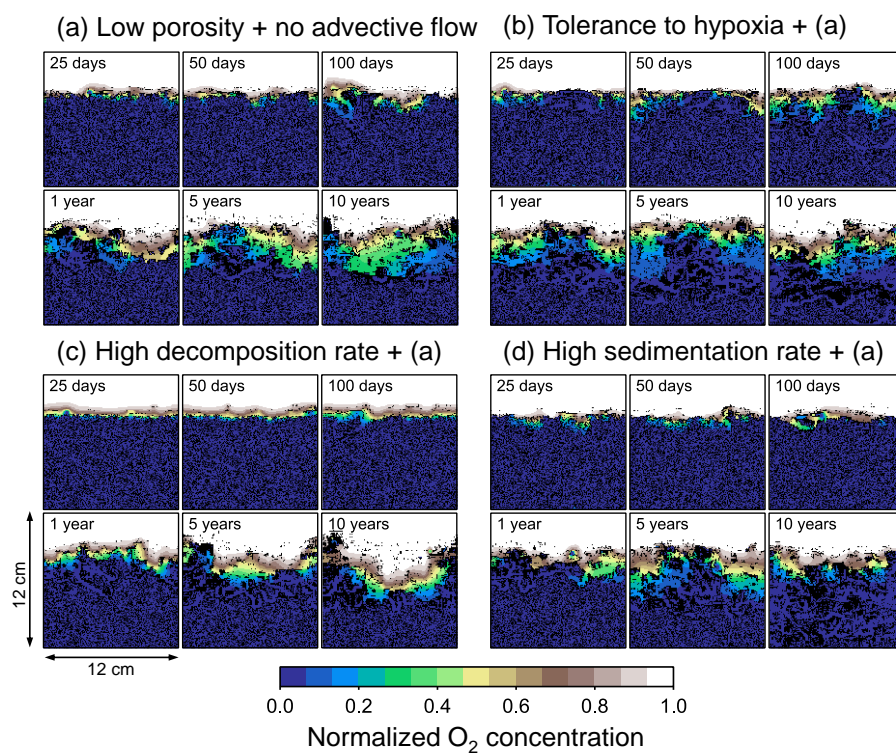 (a) Low porosity + no advective flow
25 days
50 days
100 days
1 year
5 years
10 years
(b) Tolerance to hypoxia + (a)
25 days
50 days
100 days
1 year
5 years
10 years
(c) High decomposition rate + (a)
25 days
50 days
100 days
1 year
5 years
10 years
12 cm
12 cm
(d) High sedimentation rate + (a)
25 days
50 days
100 days
1 year
5 years
10 years
0.0 0.2 0.4 0.6 0.8 1.0
Normalized O₂ concentration